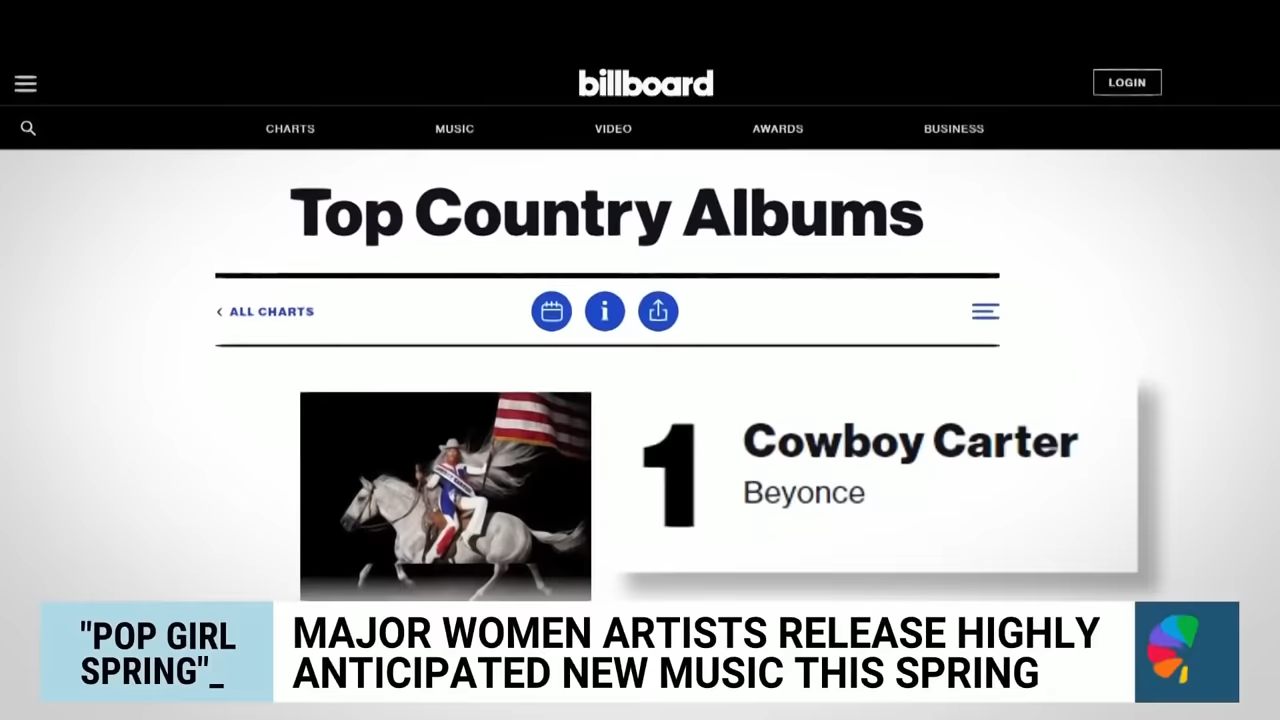 billboard
LOGIN
CHARTS MUSIC VIDEO AWARDS BUSINESS
Top Country Albums
ALL CHARTS
1
Cowboy Carter
Beyonce
"POP GIRL
SPRING"_
MAJOR WOMEN ARTISTS RELEASE HIGHLY
ANTICIPATED NEW MUSIC THIS SPRING